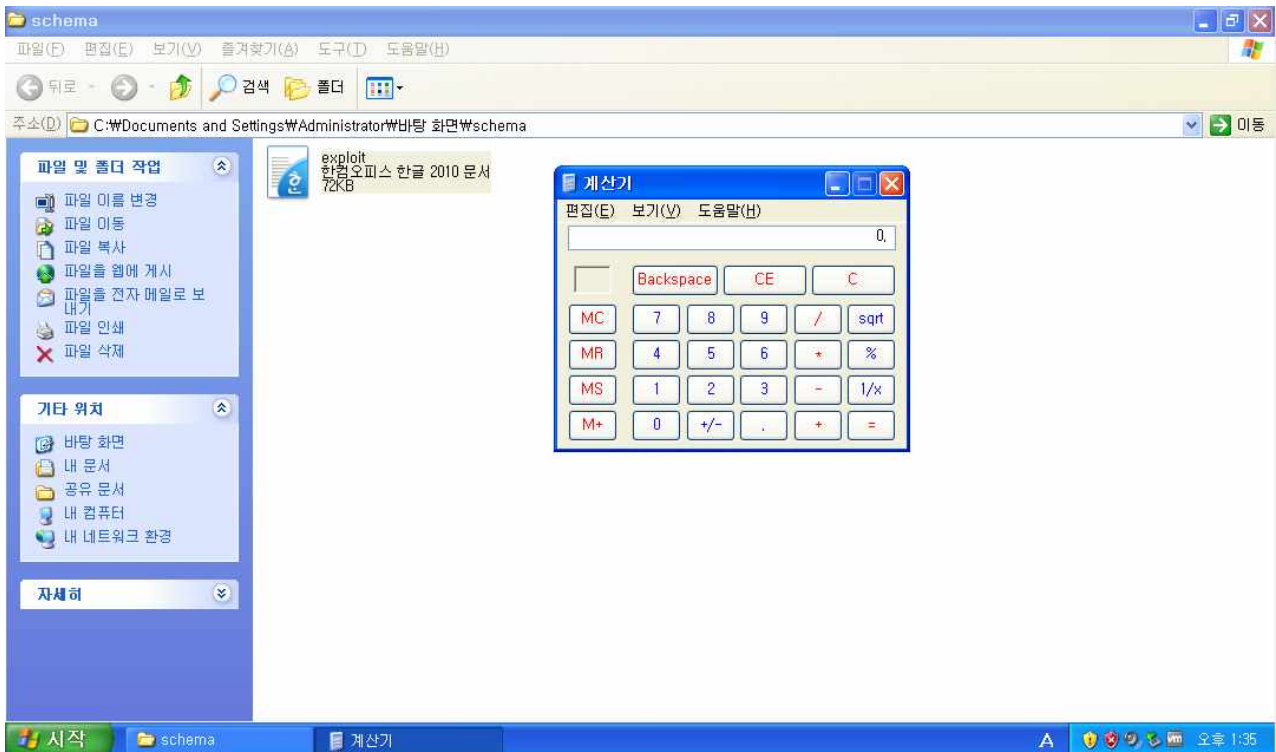 schema
파일(F) 편집(E) 보기(V) 즐겨찾기(A) 도구(T) 도움말(H)
뒤로 검색 폴더
주소(D) C:₩Documents and Settings₩Administrator₩바탕 화면₩schema 이동
파일 및 폴더 작업
파일 이름 변경
파일 이동
파일 복사
파일을 웹에 게시
파일을 전자 메일로 보
내기
파일 인쇄
파일 삭제
기타 위치
바탕 화면
내 문서
공유 문서
내 컴퓨터
내 네트워크 환경
자세히
exploit
한컴오피스 한글 2010 문서
72KB
계산기
편집(E) 보기(V) 도움말(H)
0,
Backspace CE C
MC 7 8 9 / sqrt
MR 4 5 6 * %
MS 1 2 3 - 1/x
M+ 0 +/- . + =
시작 schema 계산기 A 오후 1:35